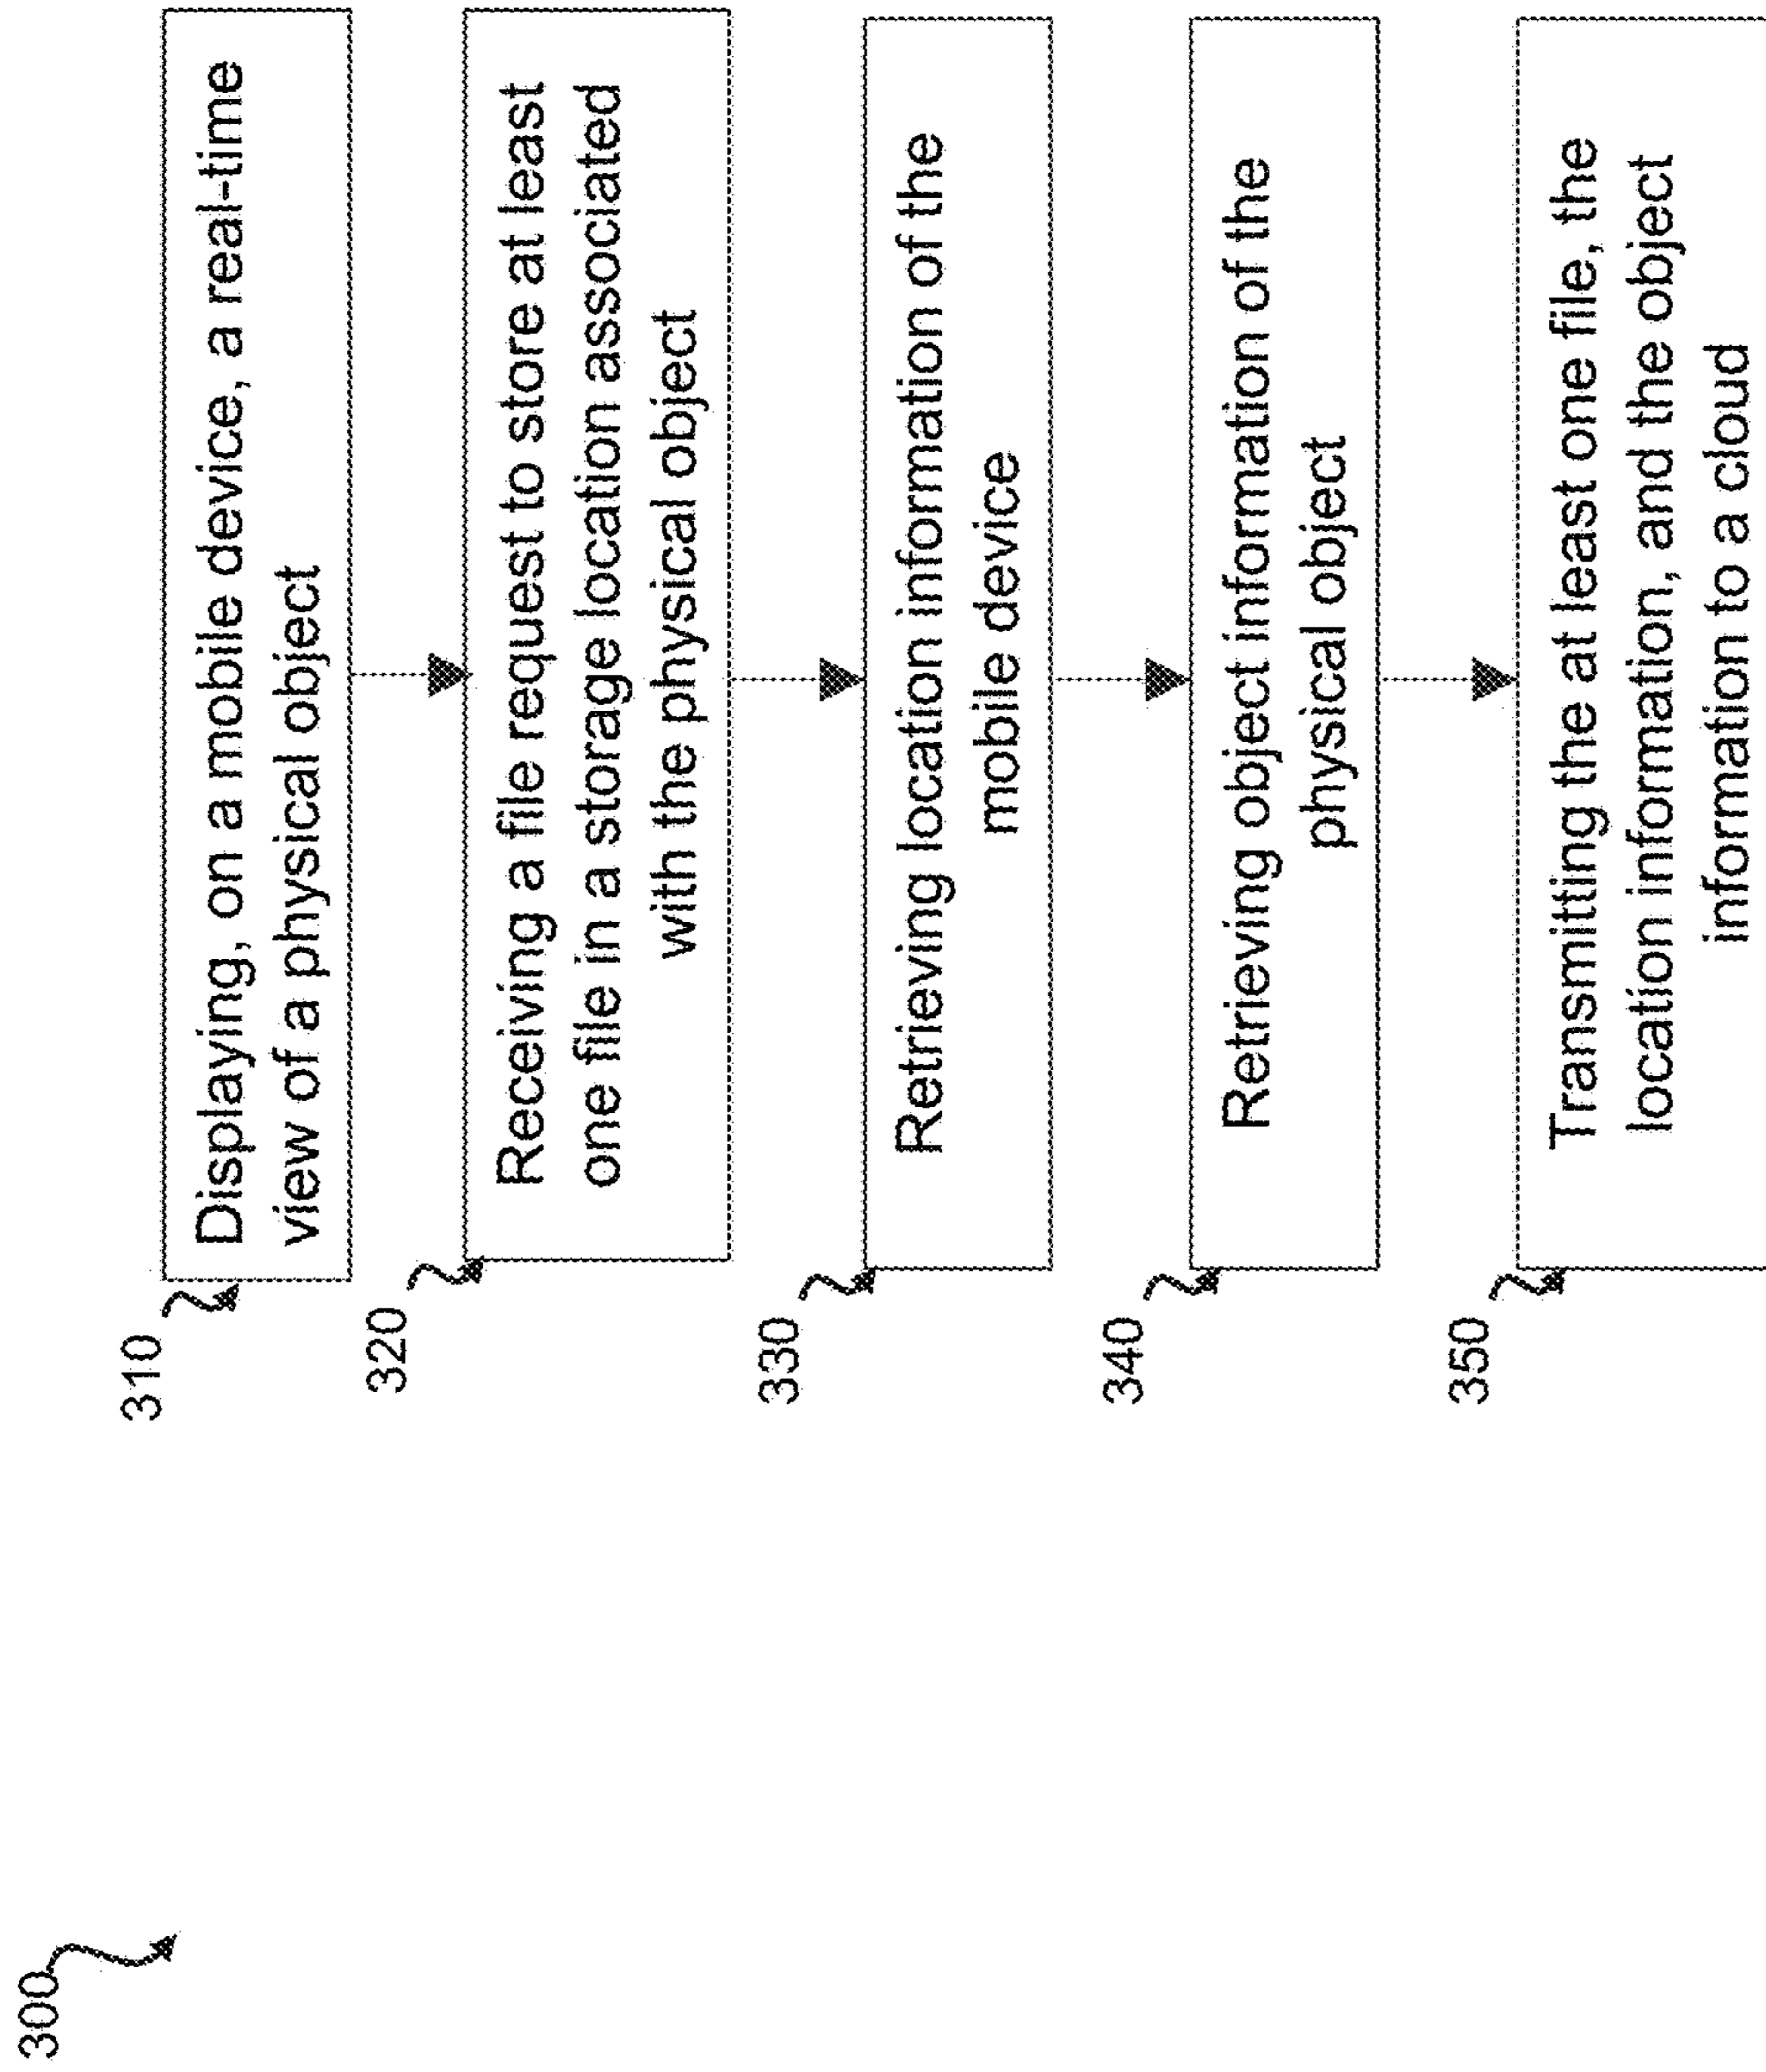 300
310
Displaying, on a mobile device, a real-time
view of a physical object
320
Receiving a file request to store at least
one file in a storage location associated
with the physical object
330
Retrieving location information of the
mobile device
340
Retrieving object information of the
physical object
350
Transmitting the at least one file, the
location information, and the object
information to a cloud